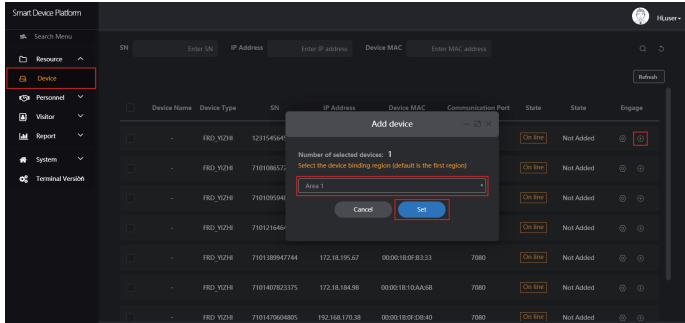 Smart Device Platform
Hi,user
Search Menu
SN Enter SN IP Address Enter IP address Device MAC Enter MAC address
Resource
Device
Refresh
Personnel
Visitor
Report
System
Terminal Version
Device Name Device Type SN IP Address Device MAC Communication Port State State Engage
Add device
- FRD_YIZHI On line Not Added
Number of selected devices: 1
Select the device binding region (default is the first region)
- FRD_YIZHI On line Not Added
Area 1
- FRD_YIZHI On line Not Added
Cancel Set
- FRD_YIZHI On line Not Added
- FRD_YIZHI 7101389947744 172.18.195.67 00:00:1B:0F:B3:33 7080 On line Not Added
- FRD_YIZHI 7101407823375 172.18.184.98 00:00:18:10:AA:68 7080 On line Not Added
- FRD_YIZHI 7101470604805 192.168.170.38 00:00:1B:0F:D8:40 7080 On line Not Added